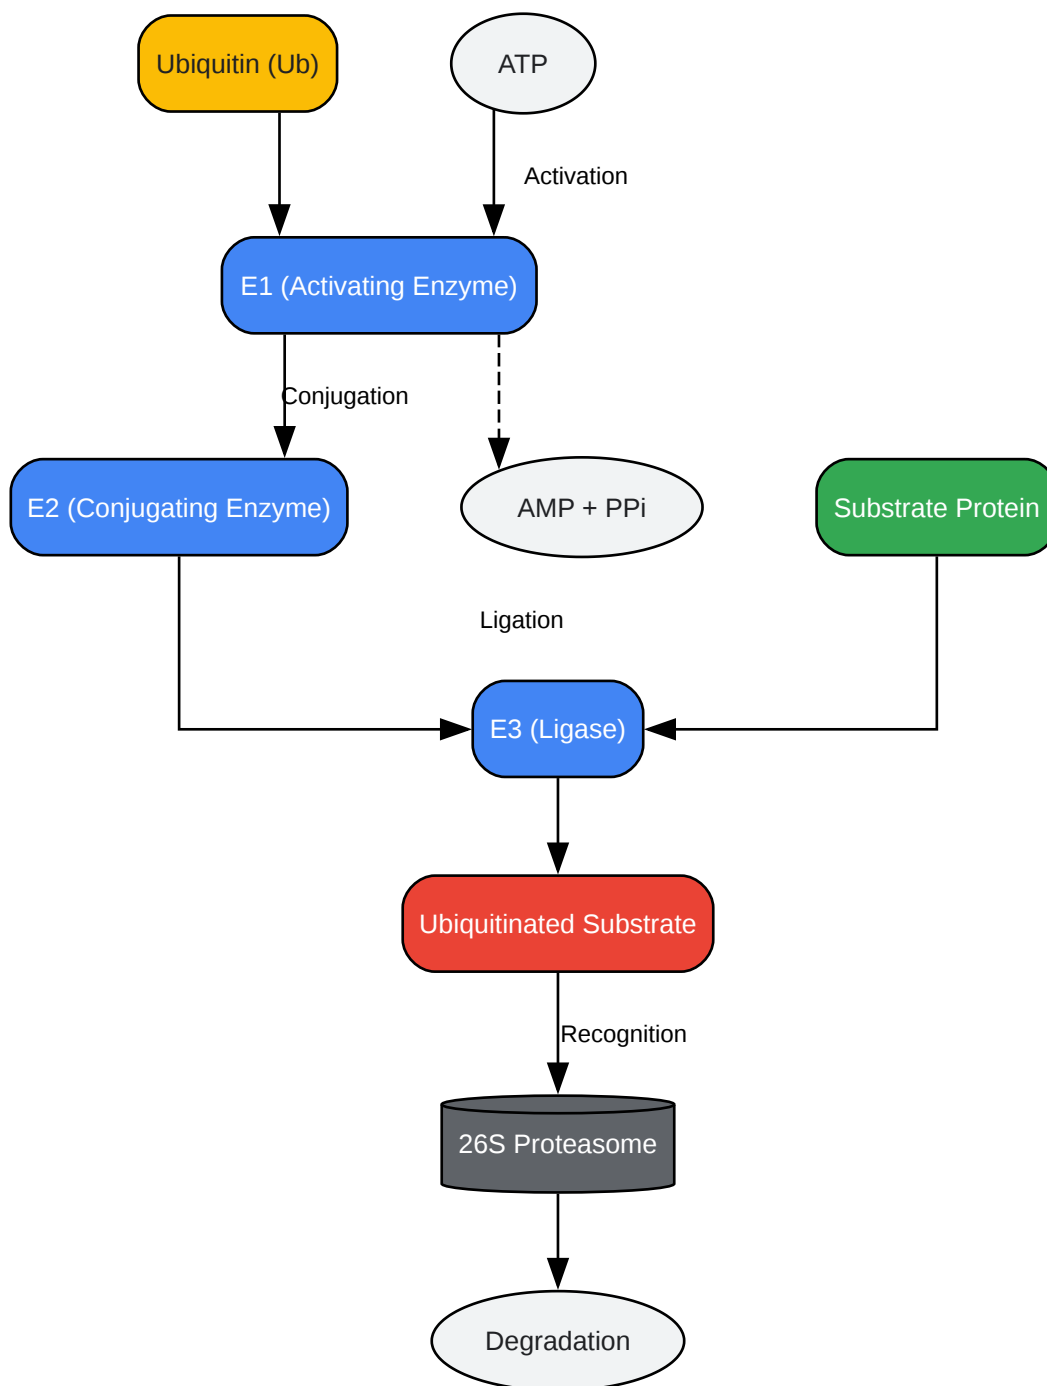 Ubiquitin (Ub)
ATP
Activation
E1 (Activating Enzyme)
Conjugation
E2 (Conjugating Enzyme)
AMP + PPi
Substrate Protein
Ligation
E3 (Ligase)
Ubiquitinated Substrate
Recognition
26S Proteasome
Degradation